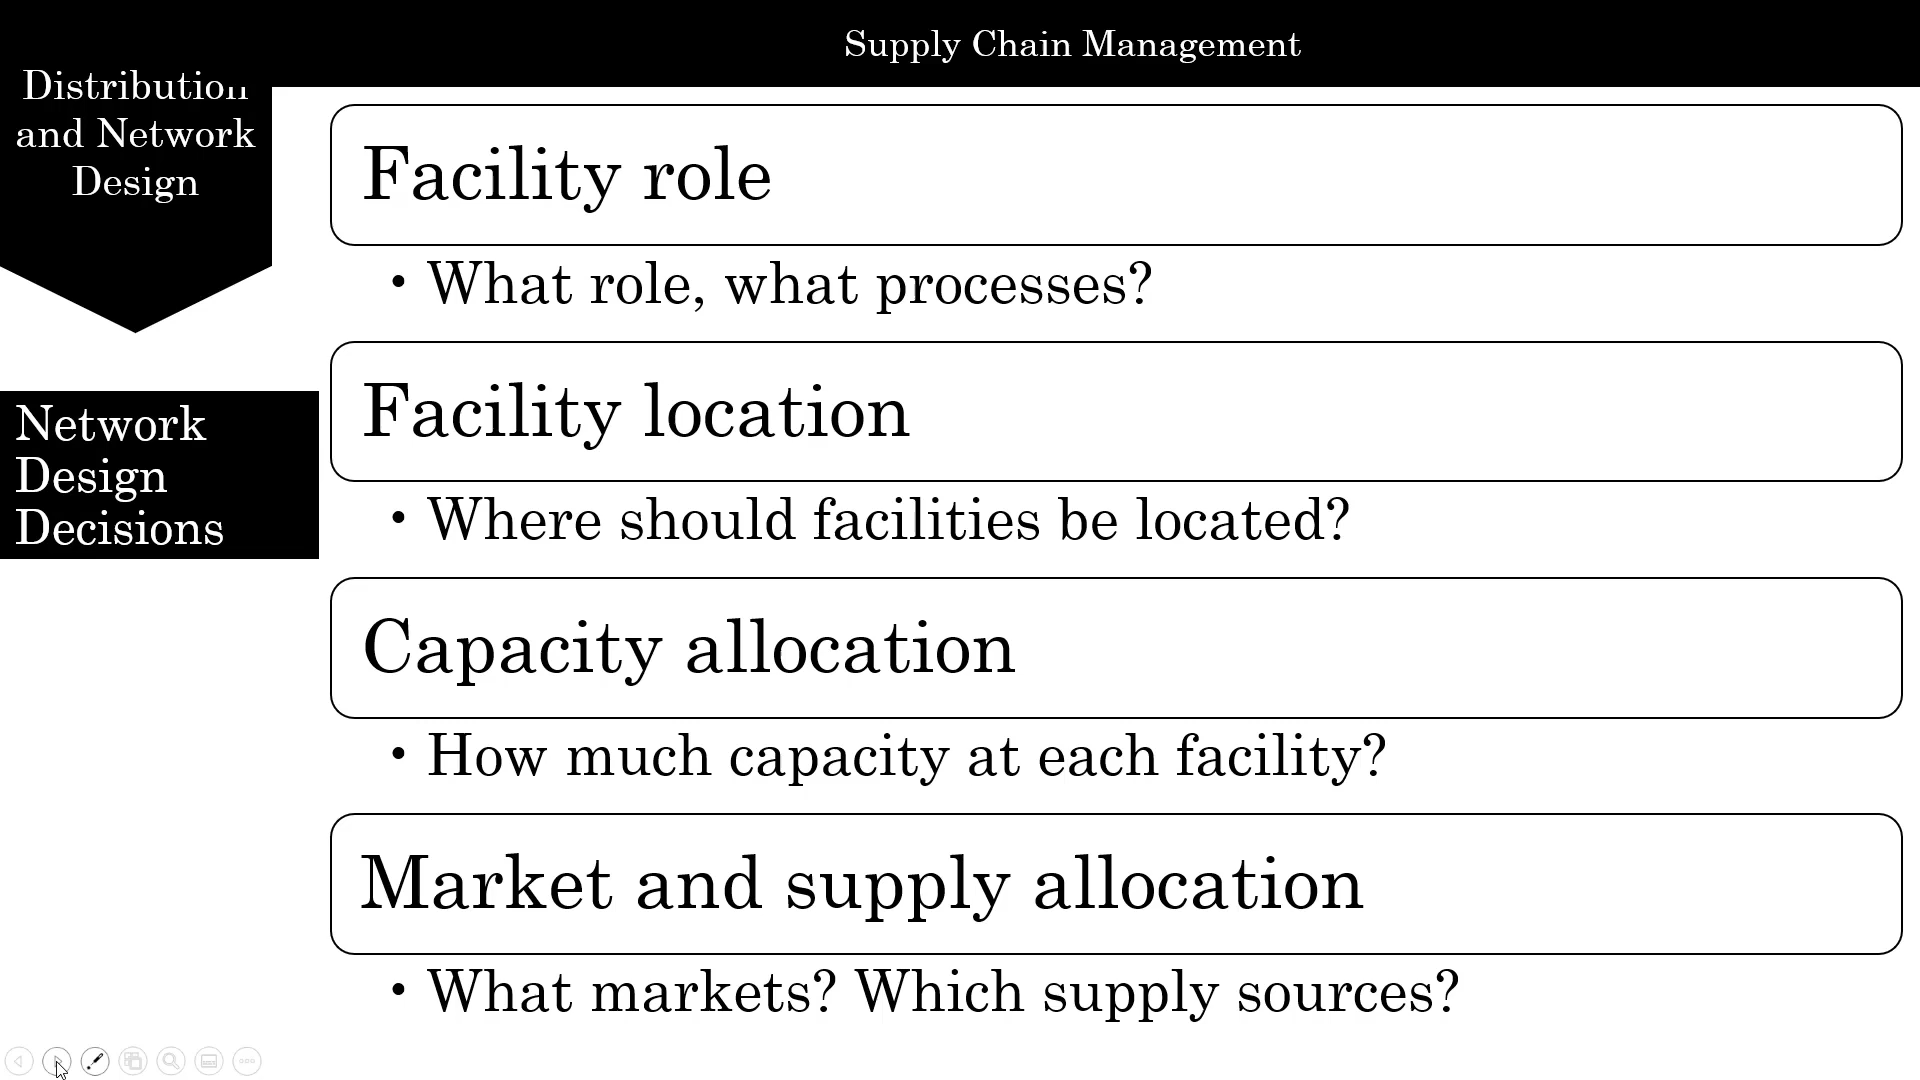 Supply Chain Management
Distribution
and Network
Design
Network
Design
Decisions
Facility role
• What role, what processes?
Facility location
• Where should facilities be located?
Capacity allocation
• How much capacity at each facility?
Market and supply allocation
• What markets? Which supply sources?